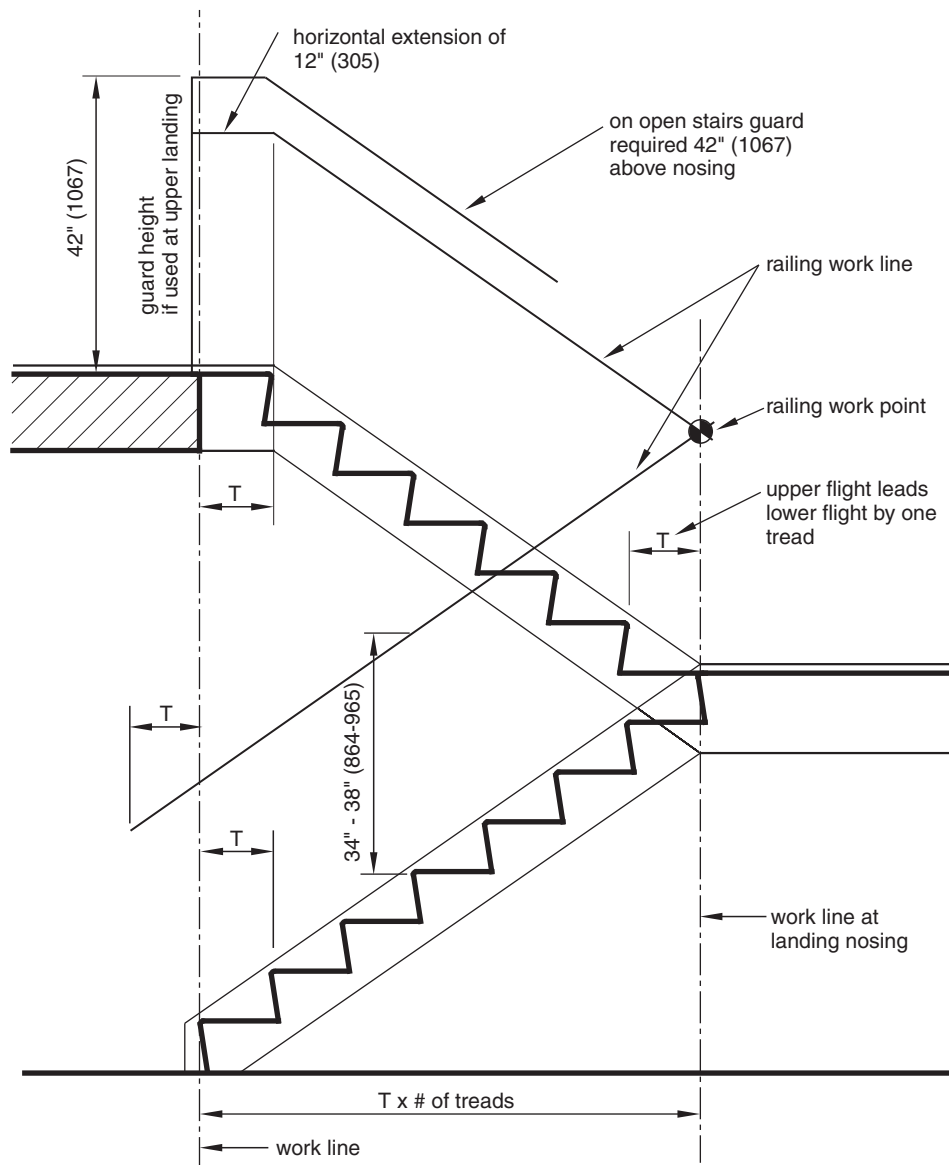 horizontal extension of
12" (305)
on open stairs guard
required 42" (1067)
above nosing
42" (1067)
guard height
if used at upper landing
railing work line
railing work point
T
upper flight leads
lower flight by one
tread
T
T
34" - 38" (864-965)
T
work line at
landing nosing
T x # of treads
work line